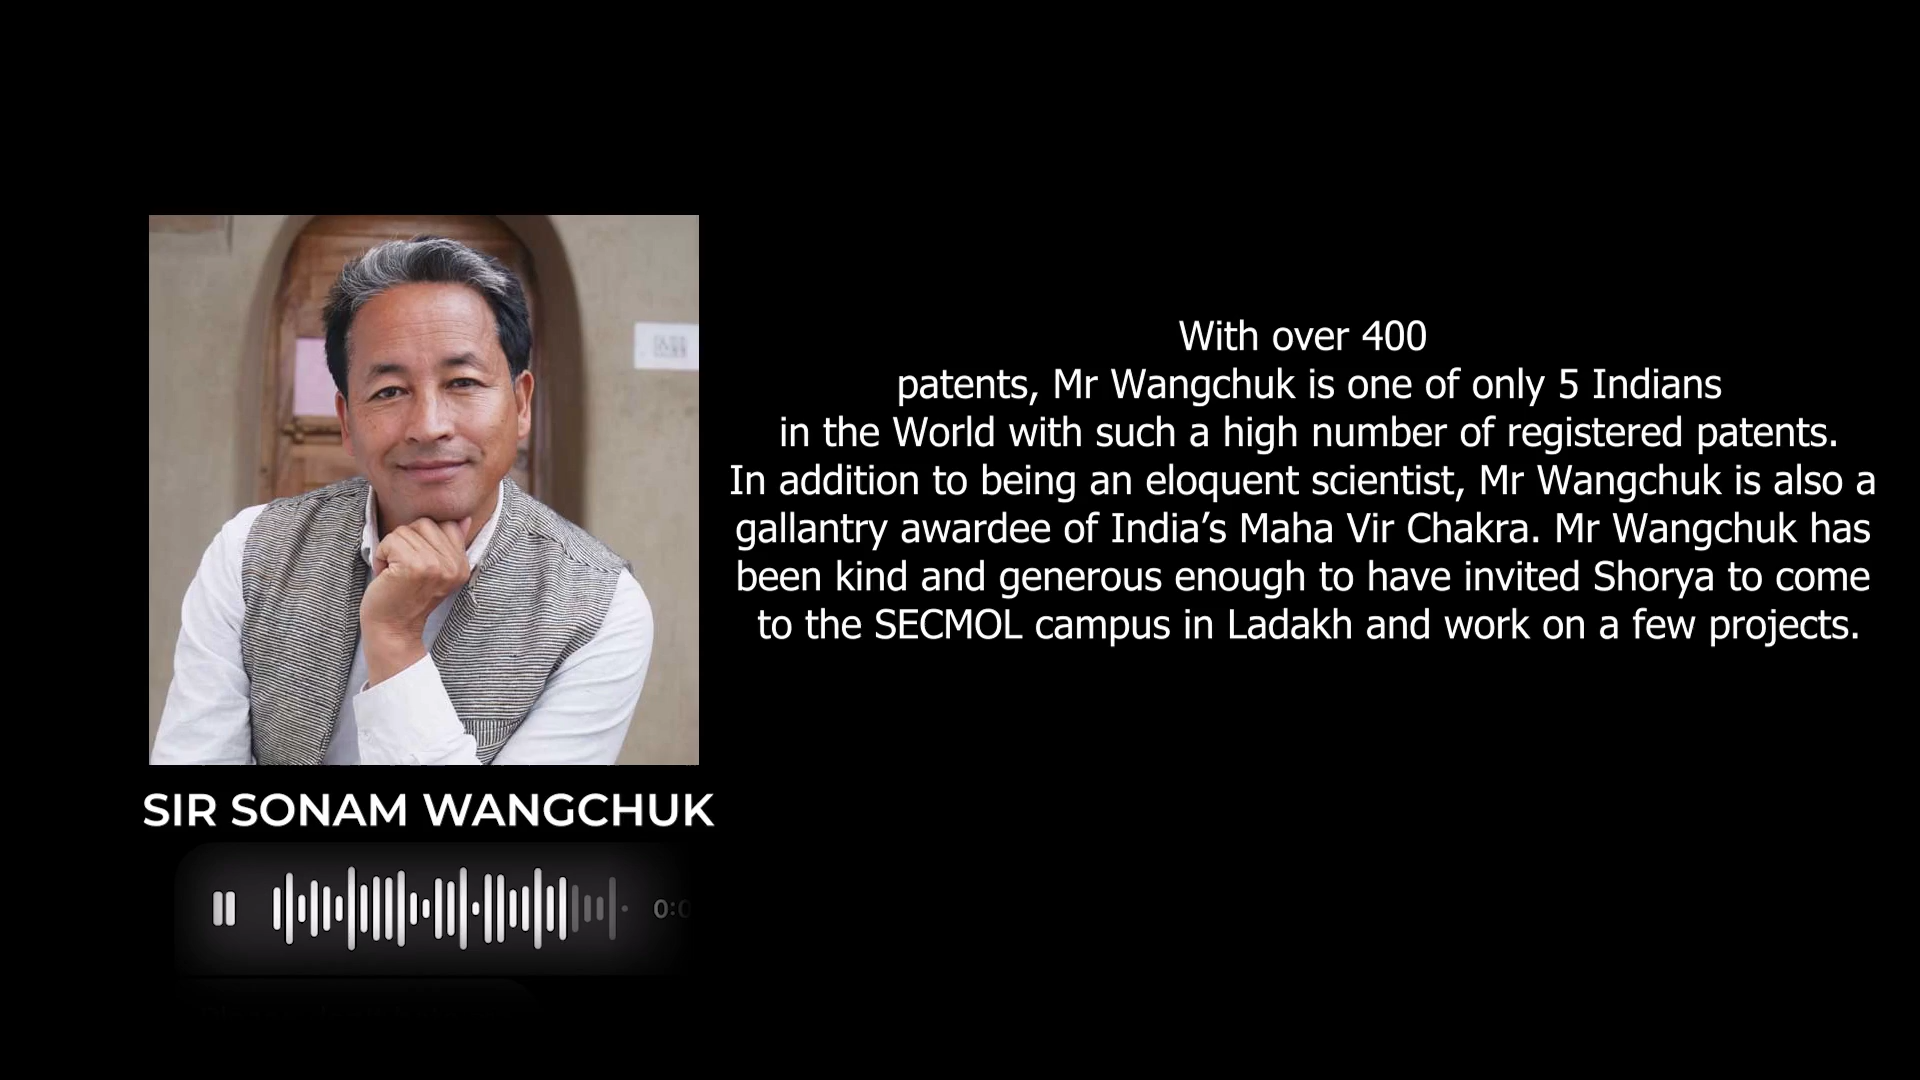 With over 400
patents, Mr Wangchuk is one of only 5 Indians
in the World with such a high number of registered patents.
In addition to being an eloquent scientist, Mr Wangchuk is also a
gallantry awardee of India’s Maha Vir Chakra. Mr Wangchuk has
been kind and generous enough to have invited Shorya to come
to the SECMOL campus in Ladakh and work on a few projects.
SIR SONAM WANGCHUK